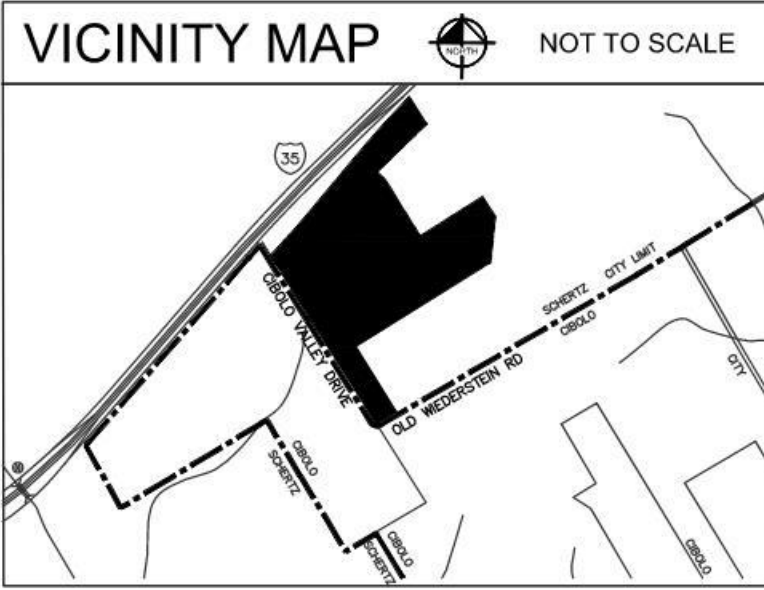 VICINITY MAP
NORTH
NOT TO SCALE
35
CIBOLO VALLEY DRIVE
SCHERTZ CITY LIMIT
CIBOLO
OLD WIEDERSTEIN RD
CITY
CIBOLO
SCHERTZ
CIBOLO
SCHERTZ
CIBOLO